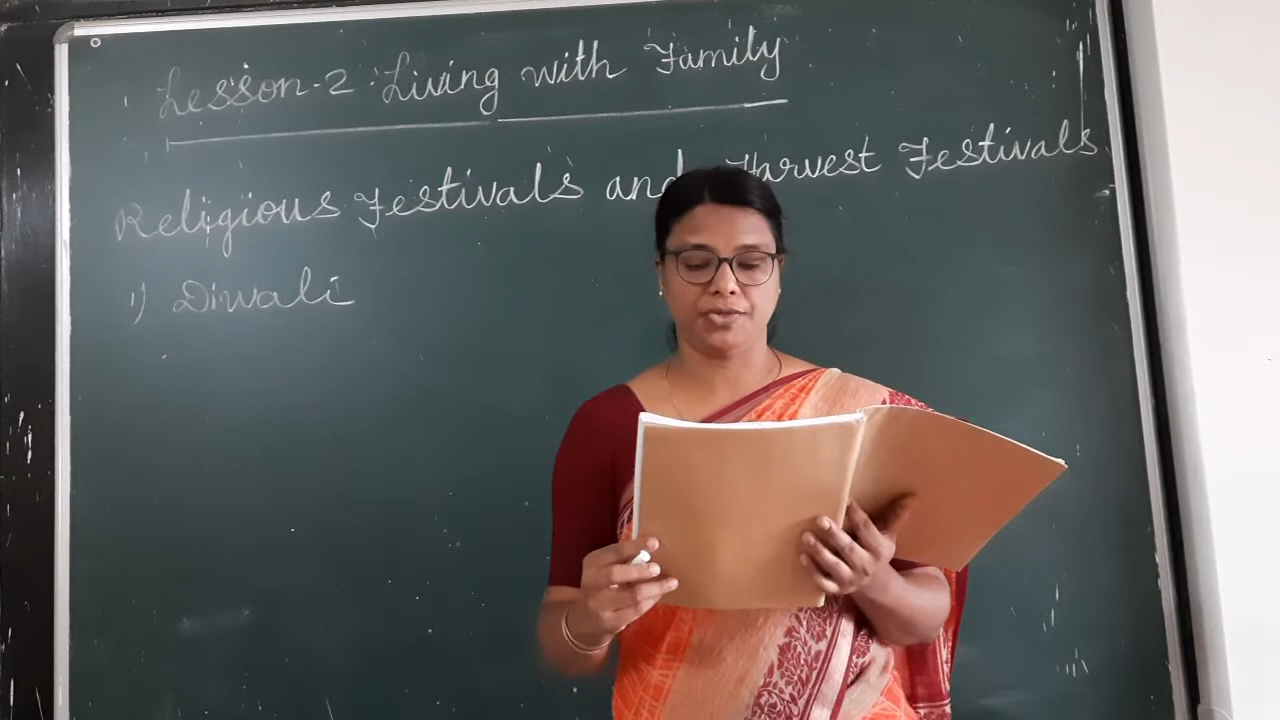 Lesson-2 Living with Family
Religious Festivals and Harvest Festivals
1) Diwali